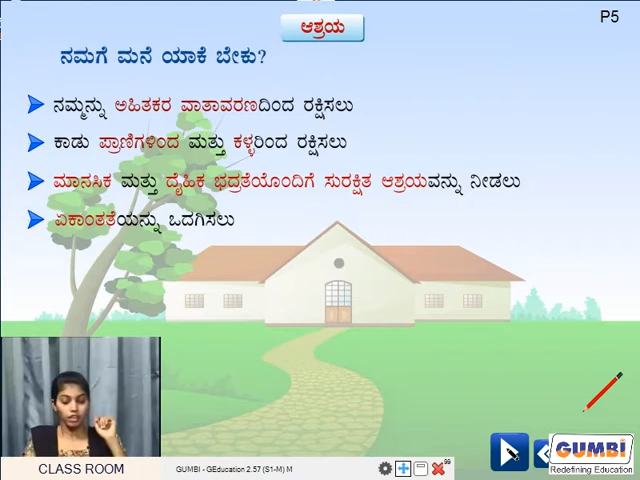 P5
ಆಶ್ರಯ
ನಮಗೆ ಮನೆ ಯಾಕೆ ಬೇಕು?
ನಮ್ಮನ್ನು ಅಹಿತಕರ ವಾತಾವರಣದಿಂದ ರಕ್ಷಿಸಲು
ಕಾಡು ಪ್ರಾಣಿಗಳಿಂದ ಮತ್ತು ಕಳ್ಳರಿಂದ ರಕ್ಷಿಸಲು
ಮಾನಸಿಕ ಮತ್ತು ದೈಹಿಕ ಭದ್ರತೆಯೊಂದಿಗೆ ಸುರಕ್ಷಿತ ಆಶ್ರಯವನ್ನು ನೀಡಲು
ಏಕಾಂತತೆಯನ್ನು ಒದಗಿಸಲು
GUMBi
Redefining Education
CLASS ROOM
GUMBI - GEducation 2.57 (S1-M) M
99